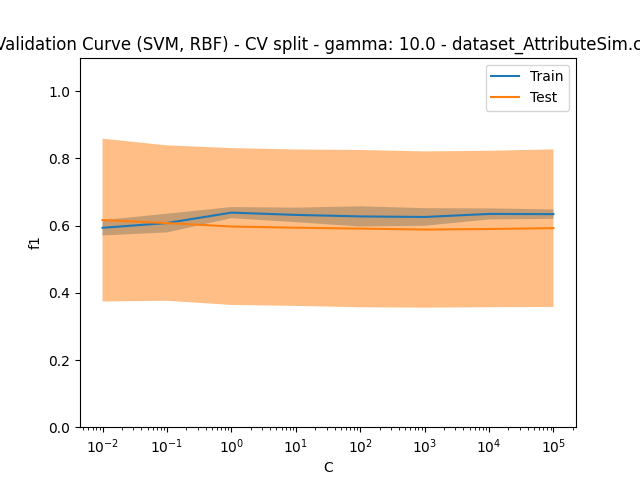 Validation Curve (SVM, RBF) - CV split - gamma: 10.0 - dataset_AttributeSim.c
Train
Test
f1
1.0
0.8
0.6
0.4
0.2
0.0
10⁻² 10⁻¹ 10⁰ 10¹ 10² 10³ 10⁴ 10⁵
C